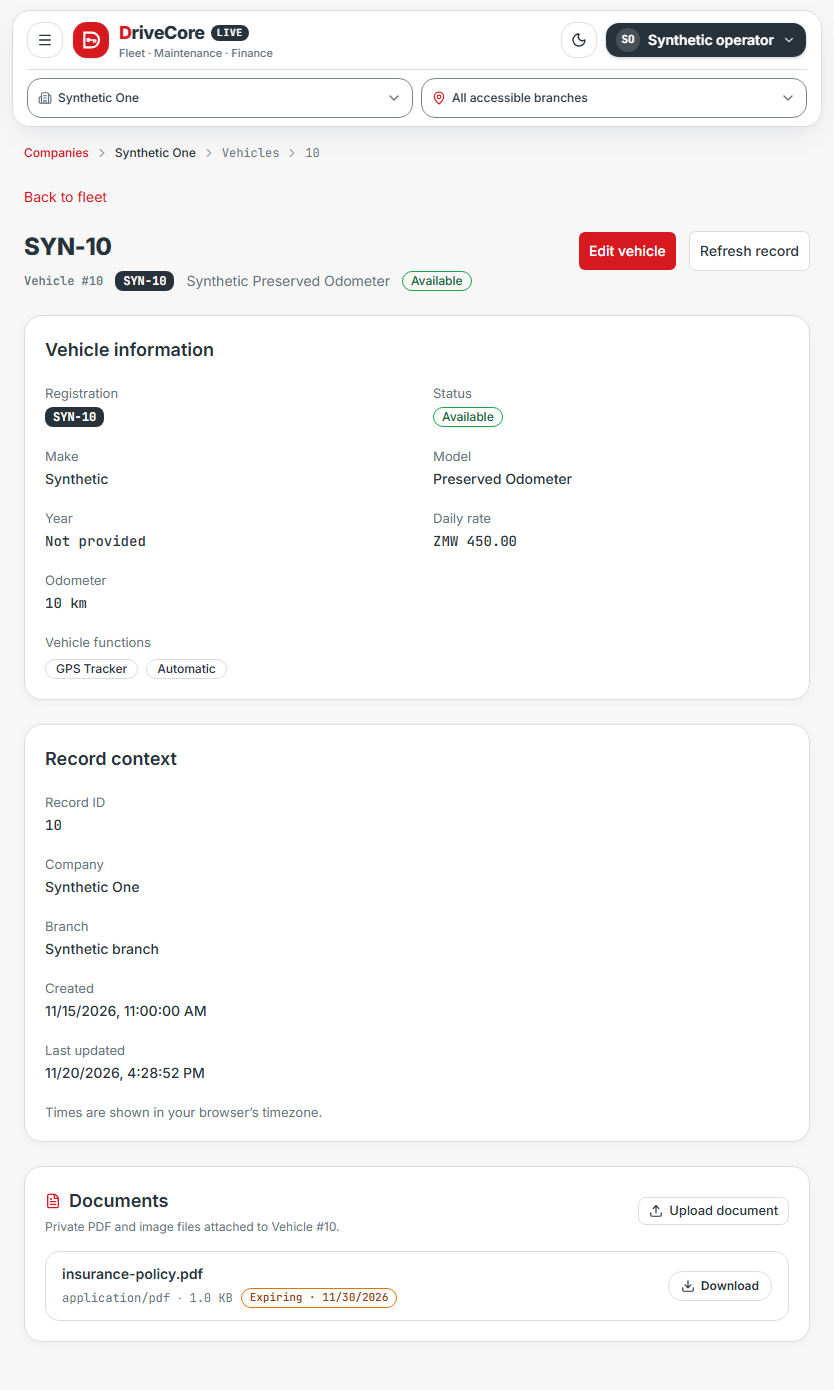 DriveCore LIVE
Fleet · Maintenance · Finance
SO Synthetic operator
Synthetic One
All accessible branches
Companies > Synthetic One > Vehicles > 10
Back to fleet
SYN-10
Edit vehicle
Refresh record
Vehicle #10 SYN-10 Synthetic Preserved Odometer Available
Vehicle information
Registration
SYN-10
Status
Available
Make
Synthetic
Model
Preserved Odometer
Year
Not provided
Daily rate
ZMW 450.00
Odometer
10 km
Vehicle functions
GPS Tracker
Automatic
Record context
Record ID
10
Company
Synthetic One
Branch
Synthetic branch
Created
11/15/2026, 11:00:00 AM
Last updated
11/20/2026, 4:28:52 PM
Times are shown in your browser’s timezone.
Documents
Private PDF and image files attached to Vehicle #10.
Upload document
insurance-policy.pdf
application/pdf · 1.0 KB Expiring · 11/30/2026
Download